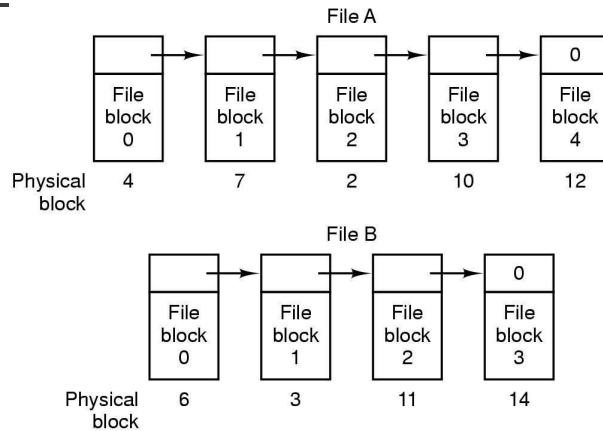 File A
0
File File File File File
block block block block block
0 1 2 3 4
Physical 4 7 2 10 12
block
File B
0
File File File File
block block block block
0 1 2 3
Physical 6 3 11 14
block